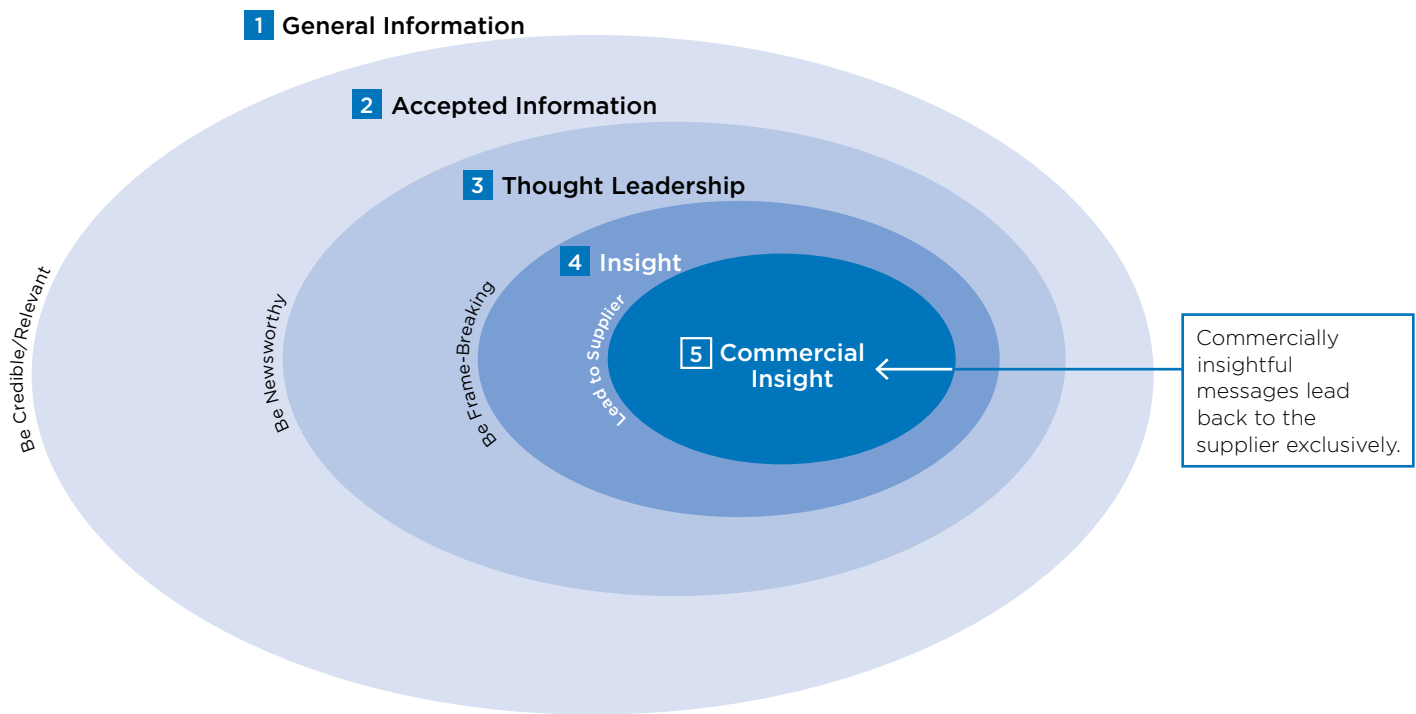 1 General Information
2 Accepted Information
3 Thought Leadership
4 Insight
Be Credible/Relevant
Be Newsworthy
Be Frame-Breaking
Lead to Supplier
5 Commercial
Insight
Commercially
insightful
messages lead
back to the
supplier exclusively.